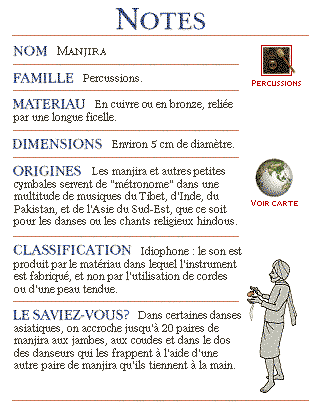 NOTES
NOM MANJIRA
PERCUSSIONS
FAMILLE Percussions.
MATERIAU En cuivre ou en bronze, reliée
par une longue ficelle.
DIMENSIONS Environ 5 cm de diamètre.
ORIGINES Les manjira et autres petites
cymbales servent de "métronome" dans une
multitude de musiques du Tibet, d'Inde, du
Pakistan, et de l'Asie du Sud-Est, que ce soit
pour les danses ou les chants religieux hindous.
VOIR CARTE
CLASSIFICATION Idiophone : le son est
produit par le matériau dans lequel l'instrument
est fabriqué, et non par l'utilisation de cordes
ou d'une peau tendue.
LE SAVIEZ-VOUS? Dans certaines danses
asiatiques, on accroche jusqu'à 20 paires de
manjira aux jambes, aux coudes et dans le dos
des danseurs qui les frappent à l'aide d'une
autre paire de manjira qu'ils tiennent à la main.